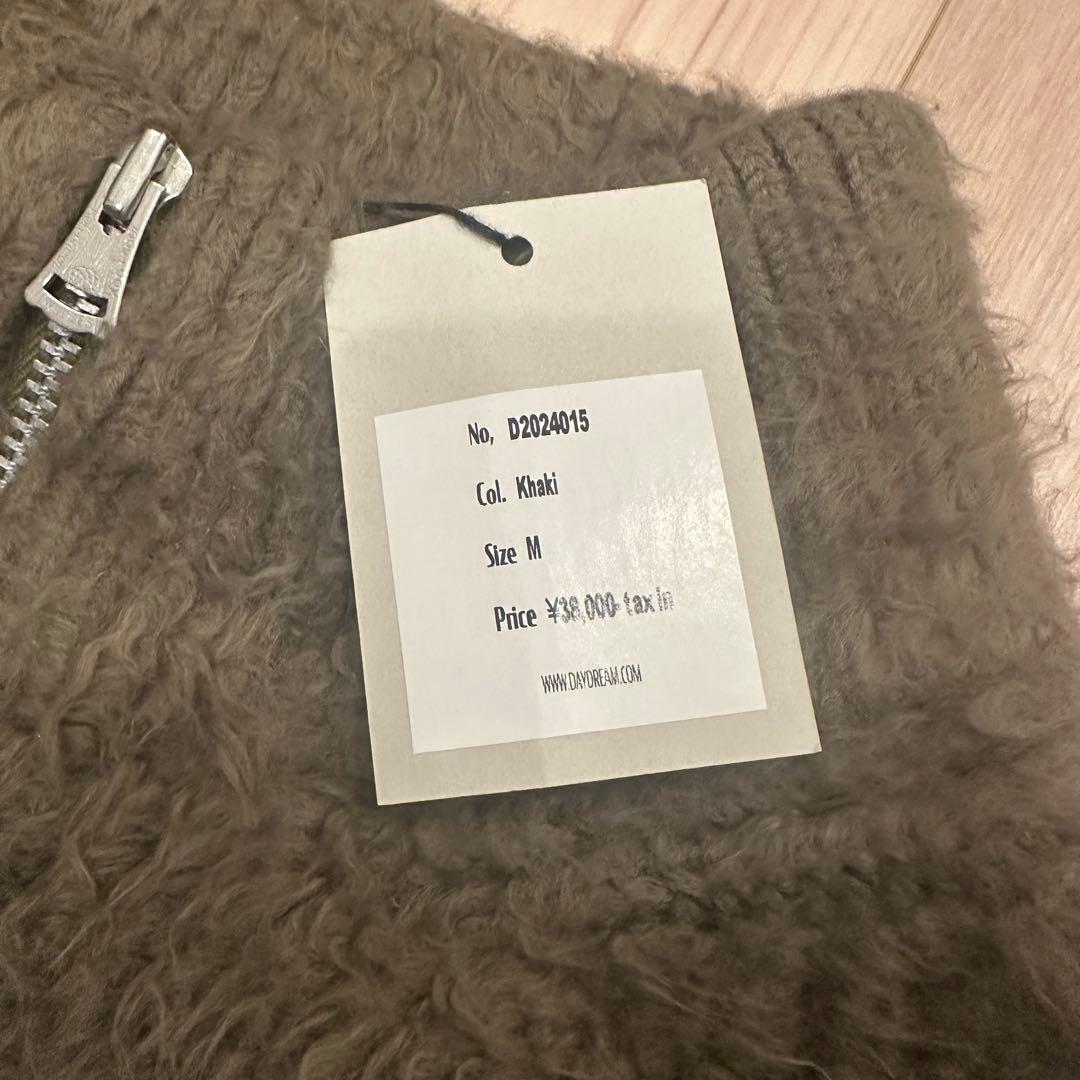 No, D2024015
Col. Khaki
Size M
Price ¥38,000- tax in
WWW.DAYDREAM.COM